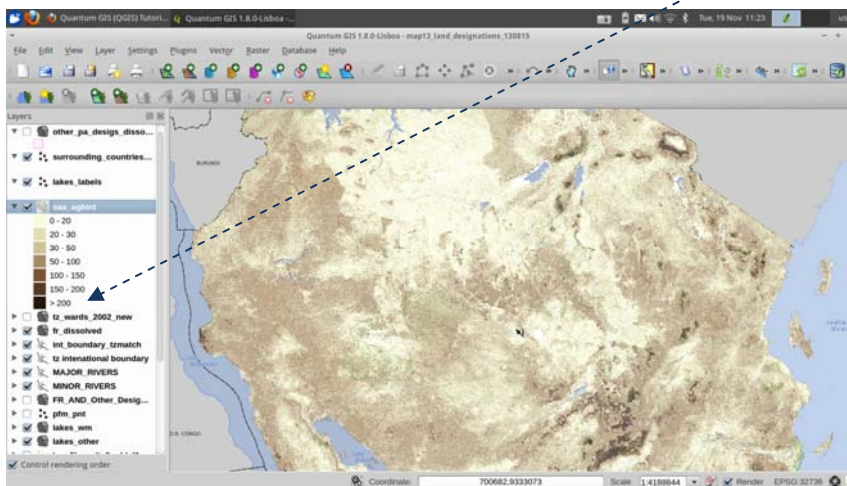 Quantum GIS (QGIS) Tutori...
Quantum GIS 1.8.0-Lisboa-...
Tue, 19 Nov 11:23
Quantum GIS 1.8.0-Lisboa - map13_land_designations_130815
File Edit View Layer Settings Plugins Vector Raster Database Help
Layers
other_pa_desigs_disso...
surrounding_countries...
lakes_labels
saa_agbint
0 - 20
20 - 30
30 - 50
50 - 100
100 - 150
150 - 200
> 200
tz_wards_2002_new
fr_dissolved
int_boundary_tzmatch
tz intenational boundary
MAJOR_RIVERS
MINOR_RIVERS
FR_AND_Other_Desig...
pfm_pnt
lakes_wm
lakes_other
Control rendering order
BURUNDI
D.R. CONGO
Coordinate: 700682,9333073 Scale 1:4188844 Render EPSG:32736